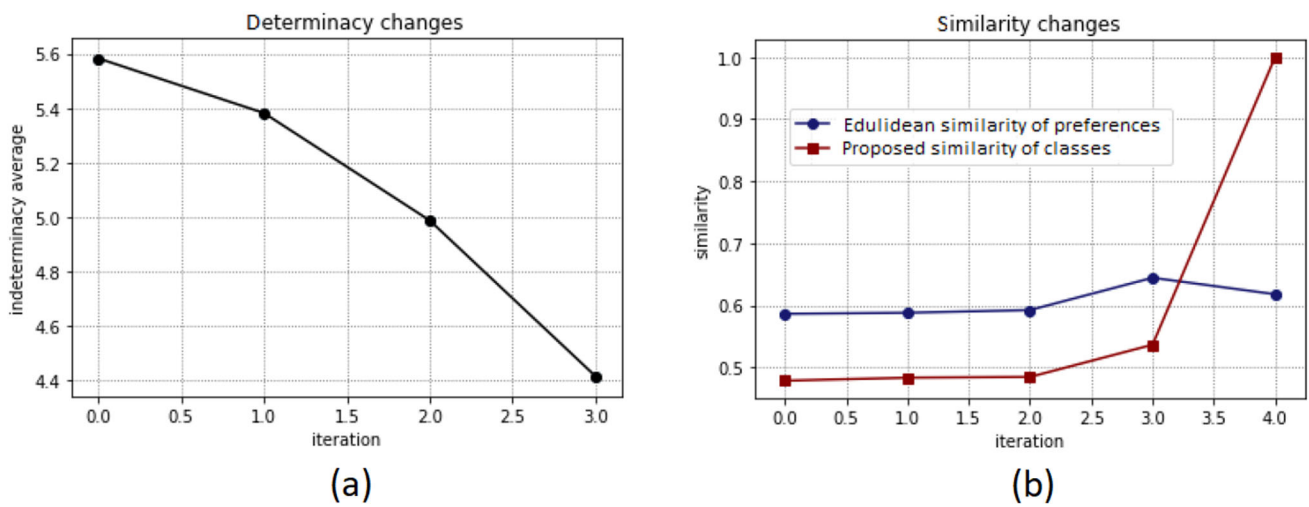 Determinacy changes
5.6
5.4
5.2
5.0
4.8
4.6
4.4
indeterminacy average
0.0 0.5 1.0 1.5 2.0 2.5 3.0
iteration
(a)
Similarity changes
1.0
0.9
0.8
0.7
0.6
0.5
similarity
Edulidean similarity of preferences
Proposed similarity of classes
0.0 0.5 1.0 1.5 2.0 2.5 3.0 3.5 4.0
iteration
(b)